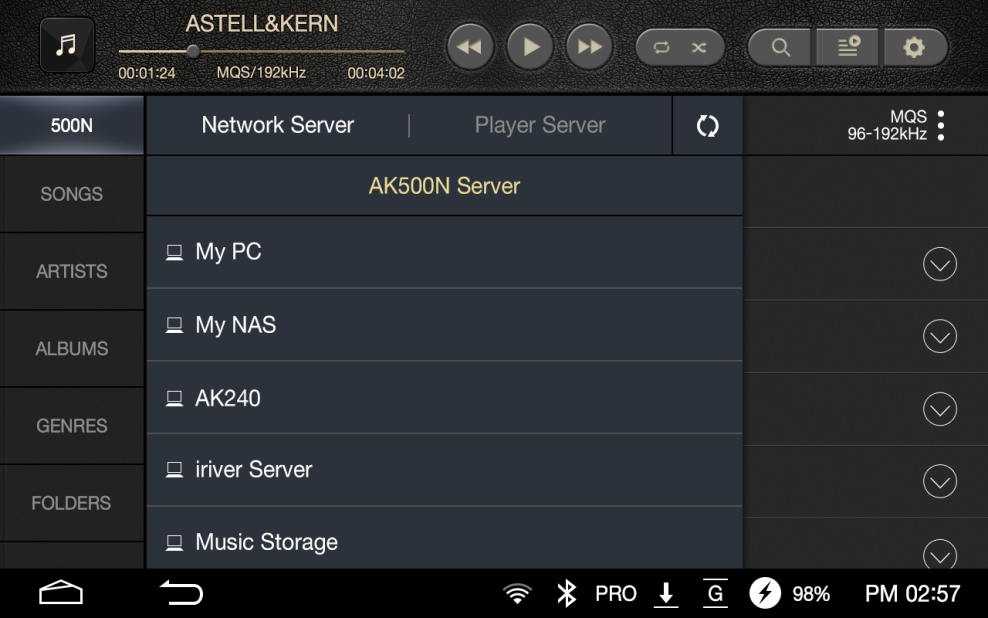 ASTELL&KERN
00:01:24 MQS/192kHz 00:04:02
500N
Network Server | Player Server
MQS
96-192kHz
AK500N Server
SONGS
ARTISTS
ALBUMS
GENRES
FOLDERS
My PC
My NAS
AK240
iriver Server
Music Storage
PRO G 98% PM 02:57